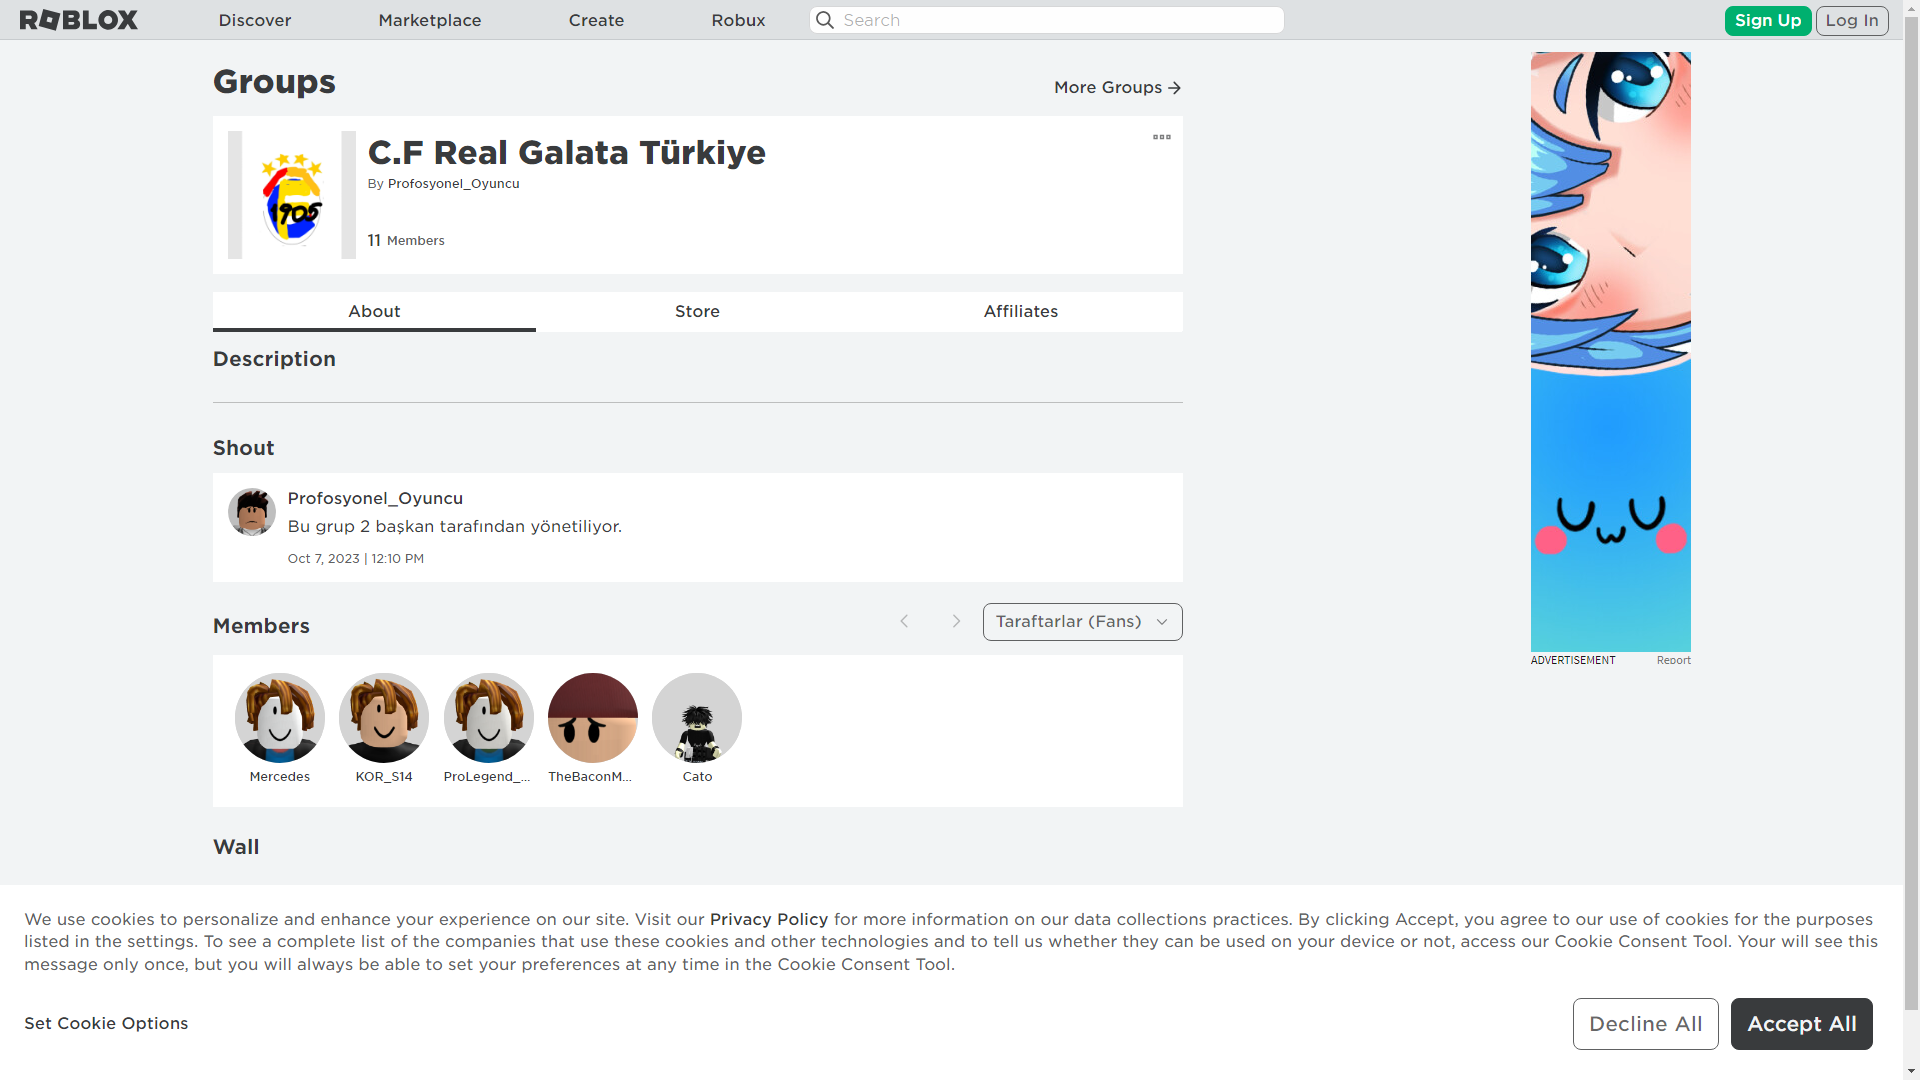 ROBLOX
Discover
Marketplace
Create
Robux
Search
Sign Up
Log In
Groups
More Groups
C.F Real Galata Türkiye
By Profosyonel_Oyuncu
1905
11 Members
About
Store
Affiliates
Description
Shout
Profosyonel_Oyuncu
Bu grup 2 başkan tarafından yönetiliyor.
Oct 7, 2023 | 12:10 PM
Members
Taraftarlar (Fans)
Mercedes
KOR_S14
ProLegend_...
TheBaconM...
Cato
Wall
ADVERTISEMENT
Report
We use cookies to personalize and enhance your experience on our site. Visit our Privacy Policy for more information on our data collections practices. By clicking Accept, you agree to our use of cookies for the purposes
listed in the settings. To see a complete list of the companies that use these cookies and other technologies and to tell us whether they can be used on your device or not, access our Cookie Consent Tool. Your will see this
message only once, but you will always be able to set your preferences at any time in the Cookie Consent Tool.
Set Cookie Options
Decline All
Accept All